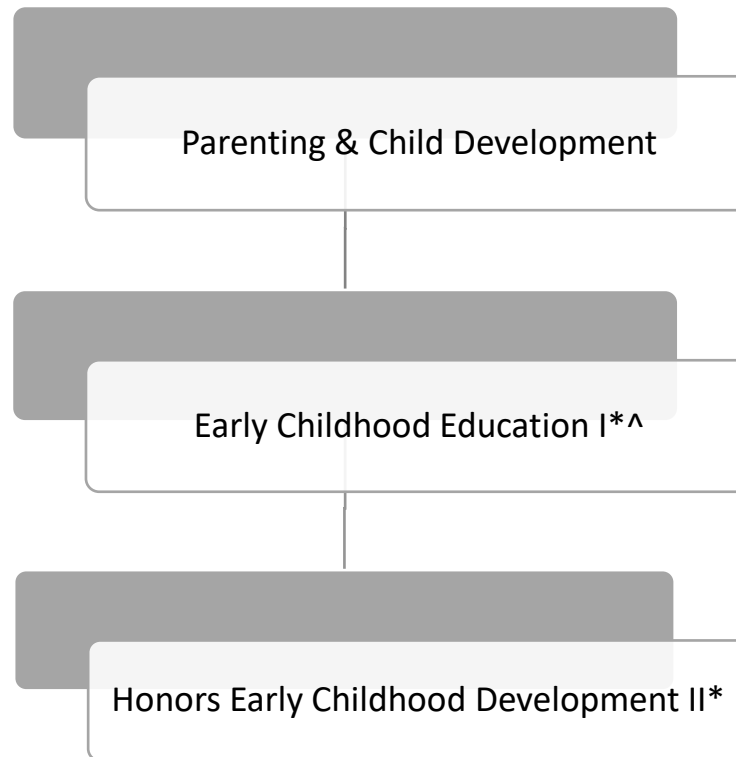 Parenting & Child Development
Early Childhood Education I*^
Honors Early Childhood Development II*